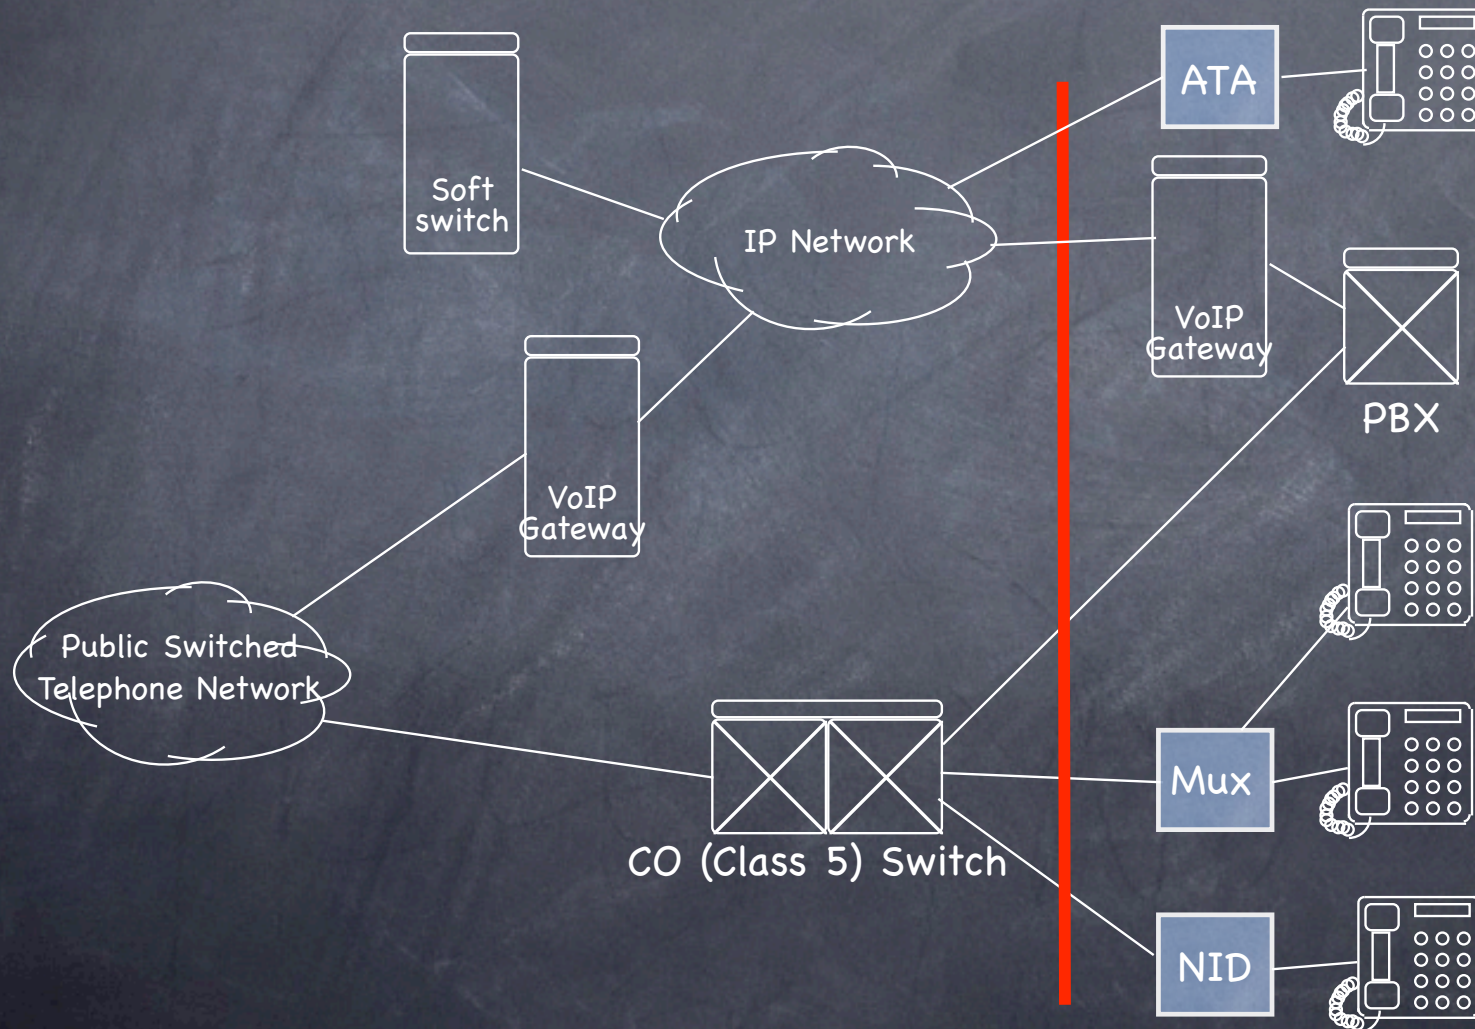 ATA
Soft
switch
IP Network
VoIP
Gateway
PBX
VoIP
Gateway
Public Switched
Telephone Network
Mux
CO (Class 5) Switch
NID